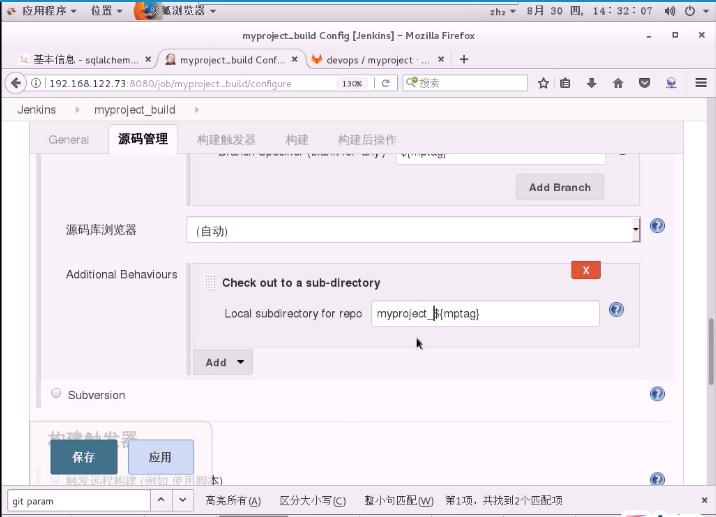 应用程序 位置 火狐浏览器 zh₂ 8月 30 四, 14:32:07
myproject_build Config [Jenkins] – Mozilla Firefox
基本信息 - sqlalchem... × myproject_build Conf... × devops / myproject · ... × +
192.168.122.73:8080/job/myproject_build/configure 130% 搜索
Jenkins myproject_build
General 源码管理 构建触发器 构建 构建后操作
Branch Specifier (blank for 'any') ${mptag}
Add Branch
源码库浏览器 (自动)
Additional Behaviours
X
Check out to a sub-directory
Local subdirectory for repo myproject_${mptag}
Add
Subversion
构建触发器
保存 应用
触发远程构建 (例如,使用脚本)
git param 高亮所有(A) 区分大小写(C) 整小句匹配(W) 第1项，共找到2个匹配项